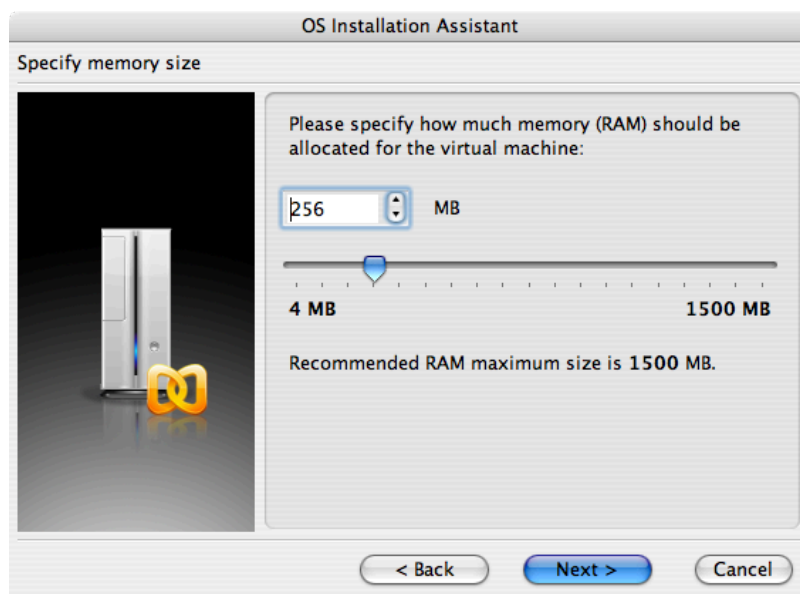 OS Installation Assistant
Specify memory size
Please specify how much memory (RAM) should be
allocated for the virtual machine:
256 MB
4 MB 1500 MB
Recommended RAM maximum size is 1500 MB.
< Back Next > Cancel